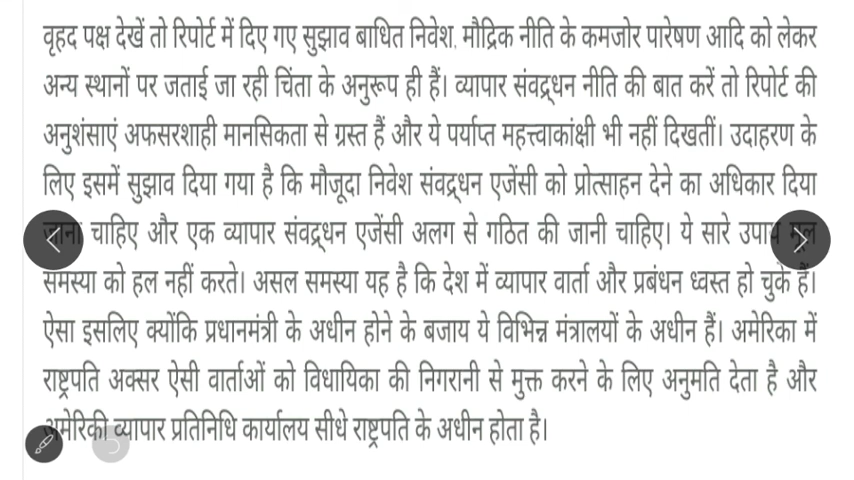 वृहद पक्ष देखें तो रिपोर्ट में दिए गए सुझाव बाधित निवेश, मौद्रिक नीति के कमजोर पारेषण आदि को लेकर
अन्य स्थानों पर जताई जा रही चिंता के अनुरूप ही हैं। व्यापार संवद्र्धन नीति की बात करें तो रिपोर्ट की
अनुशंसाएं अफसरशाही मानसिकता से ग्रस्त हैं और ये पर्याप्त महत्त्वाकांक्षी भी नहीं दिखतीं। उदाहरण के
लिए इसमें सुझाव दिया गया है कि मौजूदा निवेश संवद्र्धन एजेंसी को प्रोत्साहन देने का अधिकार दिया
जाना चाहिए और एक व्यापार संवद्र्धन एजेंसी अलग से गठित की जानी चाहिए। ये सारे उपाय मूल
समस्या को हल नहीं करते। असल समस्या यह है कि देश में व्यापार वार्ता और प्रबंधन ध्वस्त हो चुके हैं।
ऐसा इसलिए क्योंकि प्रधानमंत्री के अधीन होने के बजाय ये विभिन्न मंत्रालयों के अधीन हैं। अमेरिका में
राष्ट्रपति अक्सर ऐसी वार्ताओं को विधायिका की निगरानी से मुक्त करने के लिए अनुमति देता है और
अमेरिकी व्यापार प्रतिनिधि कार्यालय सीधे राष्ट्रपति के अधीन होता है।